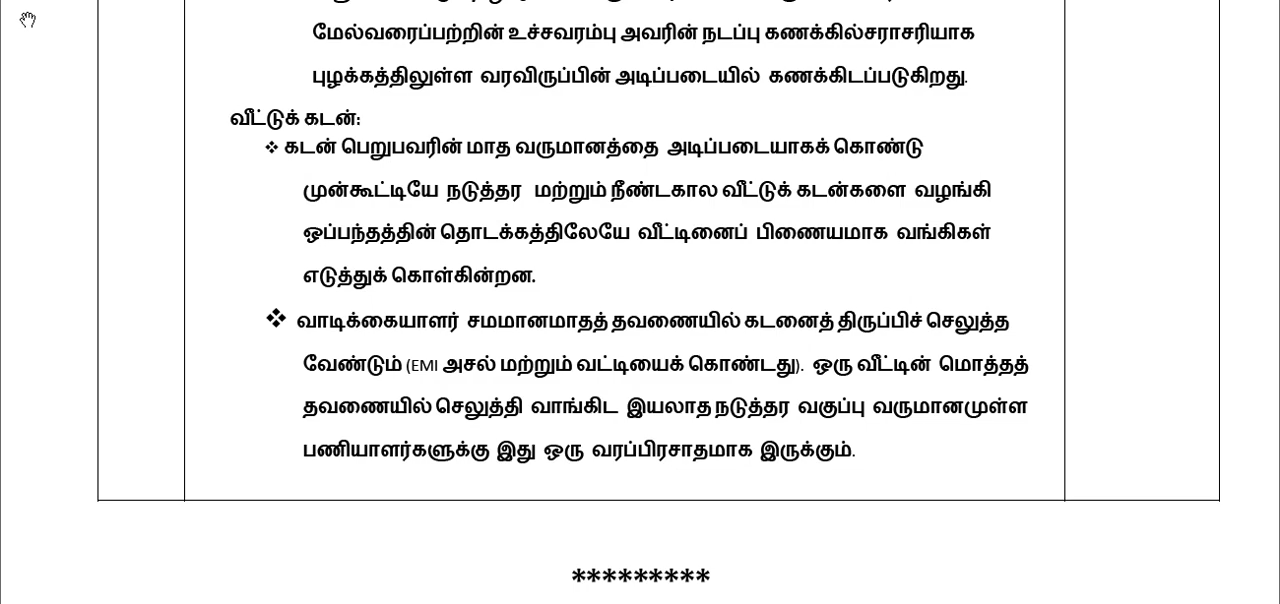 மேல்வரைப்பற்றின் உச்சவரம்பு அவரின் நடப்பு கணக்கில்சராசரியாக
புழக்கத்திலுள்ள வரவிருப்பின் அடிப்படையில் கணக்கிடப்படுகிறது.
வீட்டுக் கடன்:
❖ கடன் பெறுபவரின் மாத வருமானத்தை அடிப்படையாகக் கொண்டு
முன்கூட்டியே நடுத்தர மற்றும் நீண்டகால வீட்டுக் கடன்களை வழங்கி
ஒப்பந்தத்தின் தொடக்கத்திலேயே வீட்டினைப் பிணையமாக வங்கிகள்
எடுத்துக் கொள்கின்றன.
❖ வாடிக்கையாளர் சமமானமாதத் தவணையில் கடனைத் திருப்பிச் செலுத்த
வேண்டும் (EMI அசல் மற்றும் வட்டியைக் கொண்டது). ஒரு வீட்டின் மொத்தத்
தவணையில் செலுத்தி வாங்கிட இயலாத நடுத்தர வகுப்பு வருமானமுள்ள
பணியாளர்களுக்கு இது ஒரு வரப்பிரசாதமாக இருக்கும்.
*********